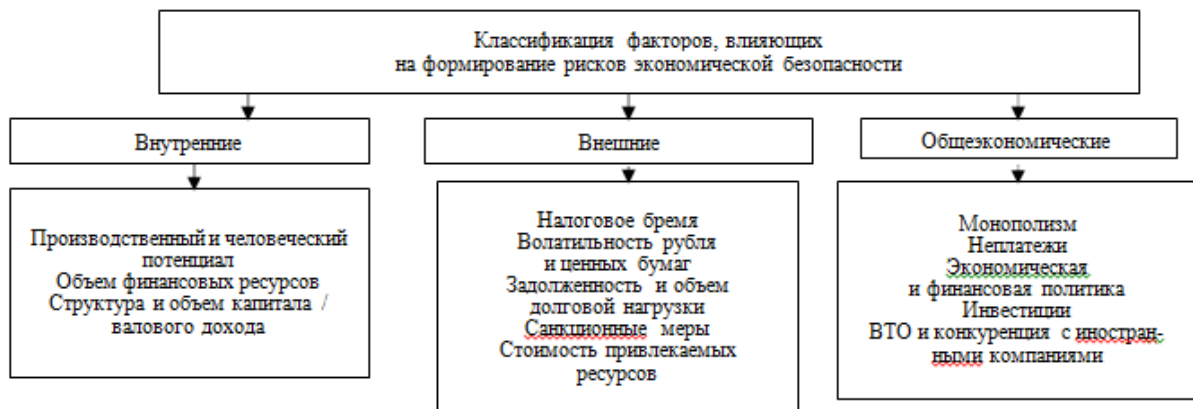 Классификация факторов, влияющих
на формирование рисков экономической безопасности
Внутренние
Внешние
Общеэкономические
Производственный и человеческий
потенциал
Объем финансовых ресурсов
Структура и объем капитала /
валового дохода
Налоговое бремя
Волатильность рубля
и ценных бумаг
Задолженность и объем
долговой нагрузки
Санкционные меры
Стоимость привлекаемых
ресурсов
Монополизм
Неплатежи
Экономическая
и финансовая политика
Инвестиции
ВТО и конкуренция с иностран-
ными компаниями